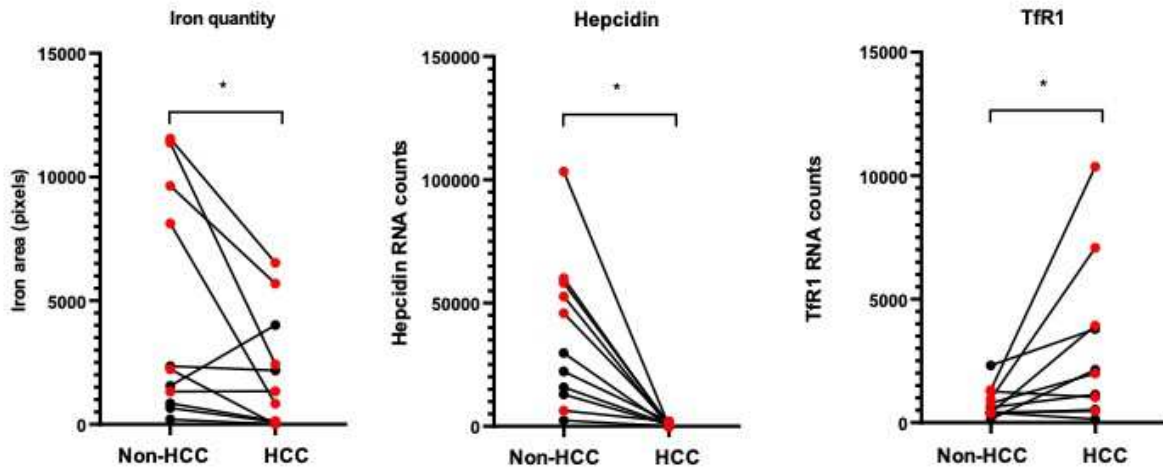 Iron quantity
Iron area (pixels)
15000
10000
5000
0
*
Non-HCC HCC
Hepcidin
Hepcidin RNA counts
150000
100000
50000
0
*
Non-HCC HCC
TfR1
TfR1 RNA counts
15000
10000
5000
0
*
Non-HCC HCC